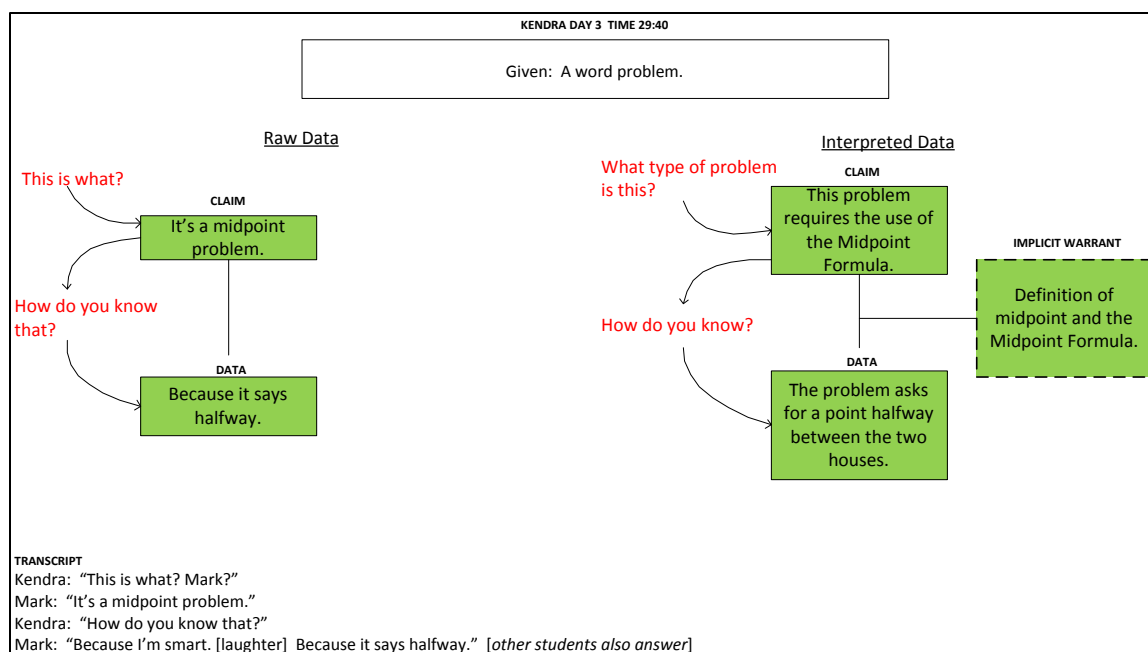 KENDRA DAY 3 TIME 29:40
Given: A word problem.
Raw Data
This is what?
CLAIM
It’s a midpoint
problem.
How do you know
that?
DATA
Because it says
halfway.
Interpreted Data
What type of problem
is this?
CLAIM
This problem
requires the use of
the Midpoint
Formula.
IMPLICIT WARRANT
Definition of
midpoint and the
Midpoint Formula.
How do you know?
DATA
The problem asks
for a point halfway
between the two
houses.
TRANSCRIPT
Kendra: “This is what? Mark?”
Mark: “It’s a midpoint problem.”
Kendra: “How do you know that?”
Mark: “Because I’m smart. [laughter] Because it says halfway.” [other students also answer]